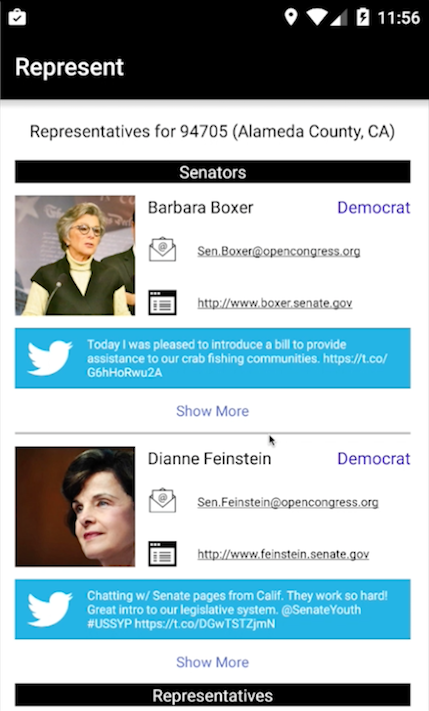 11:56
Represent
Representatives for 94705 (Alameda County, CA)
Senators
Barbara Boxer
Democrat
Sen.Boxer@opencongress.org
http://www.boxer.senate.gov
Today I was pleased to introduce a bill to provide
assistance to our crab fishing communities. https://t.co/
G6hHoRwu2A
Show More
Dianne Feinstein
Democrat
Sen.Feinstein@opencongress.org
http://www.feinstein.senate.gov
Chatting w/ Senate pages from Calif. They work so hard!
Great intro to our legislative system. @SenateYouth
#USSYP https://t.co/DGwTSTZjmN
Show More
Representatives